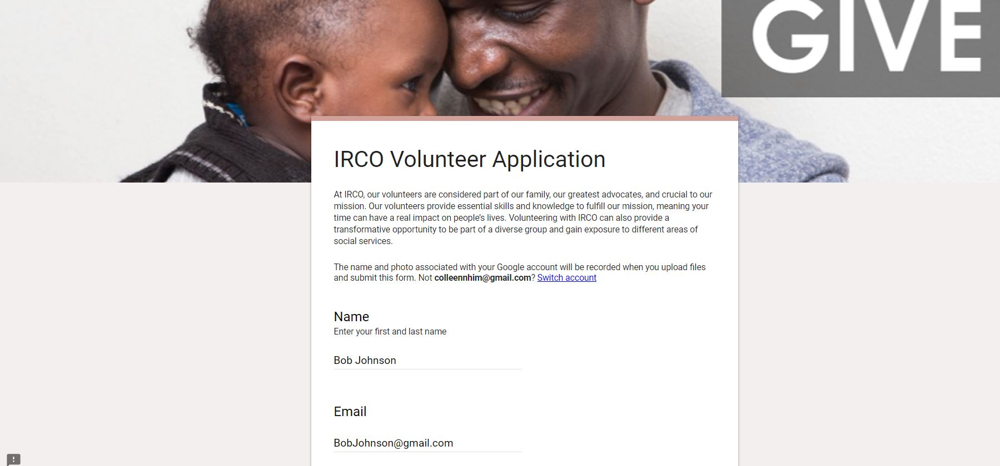 GIVE
IRCO Volunteer Application
At IRCO, our volunteers are considered part of our family, our greatest advocates, and crucial to our
mission. Our volunteers provide essential skills and knowledge to fulfill our mission, meaning your
time can have a real impact on people's lives. Volunteering with IRCO can also provide a
transformative opportunity to be part of a diverse group and gain exposure to different areas of
social services.
The name and photo associated with your Google account will be recorded when you upload files
and submit this form. Not colleennhim@gmail.com? Switch account
Name
Enter your first and last name
Bob Johnson
Email
BobJohnson@gmail.com